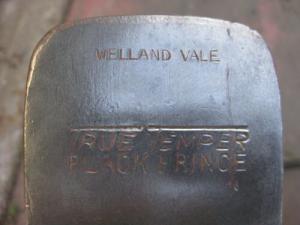 WELLAND VALE
TRUE TEMPER
BLACK PRINCE